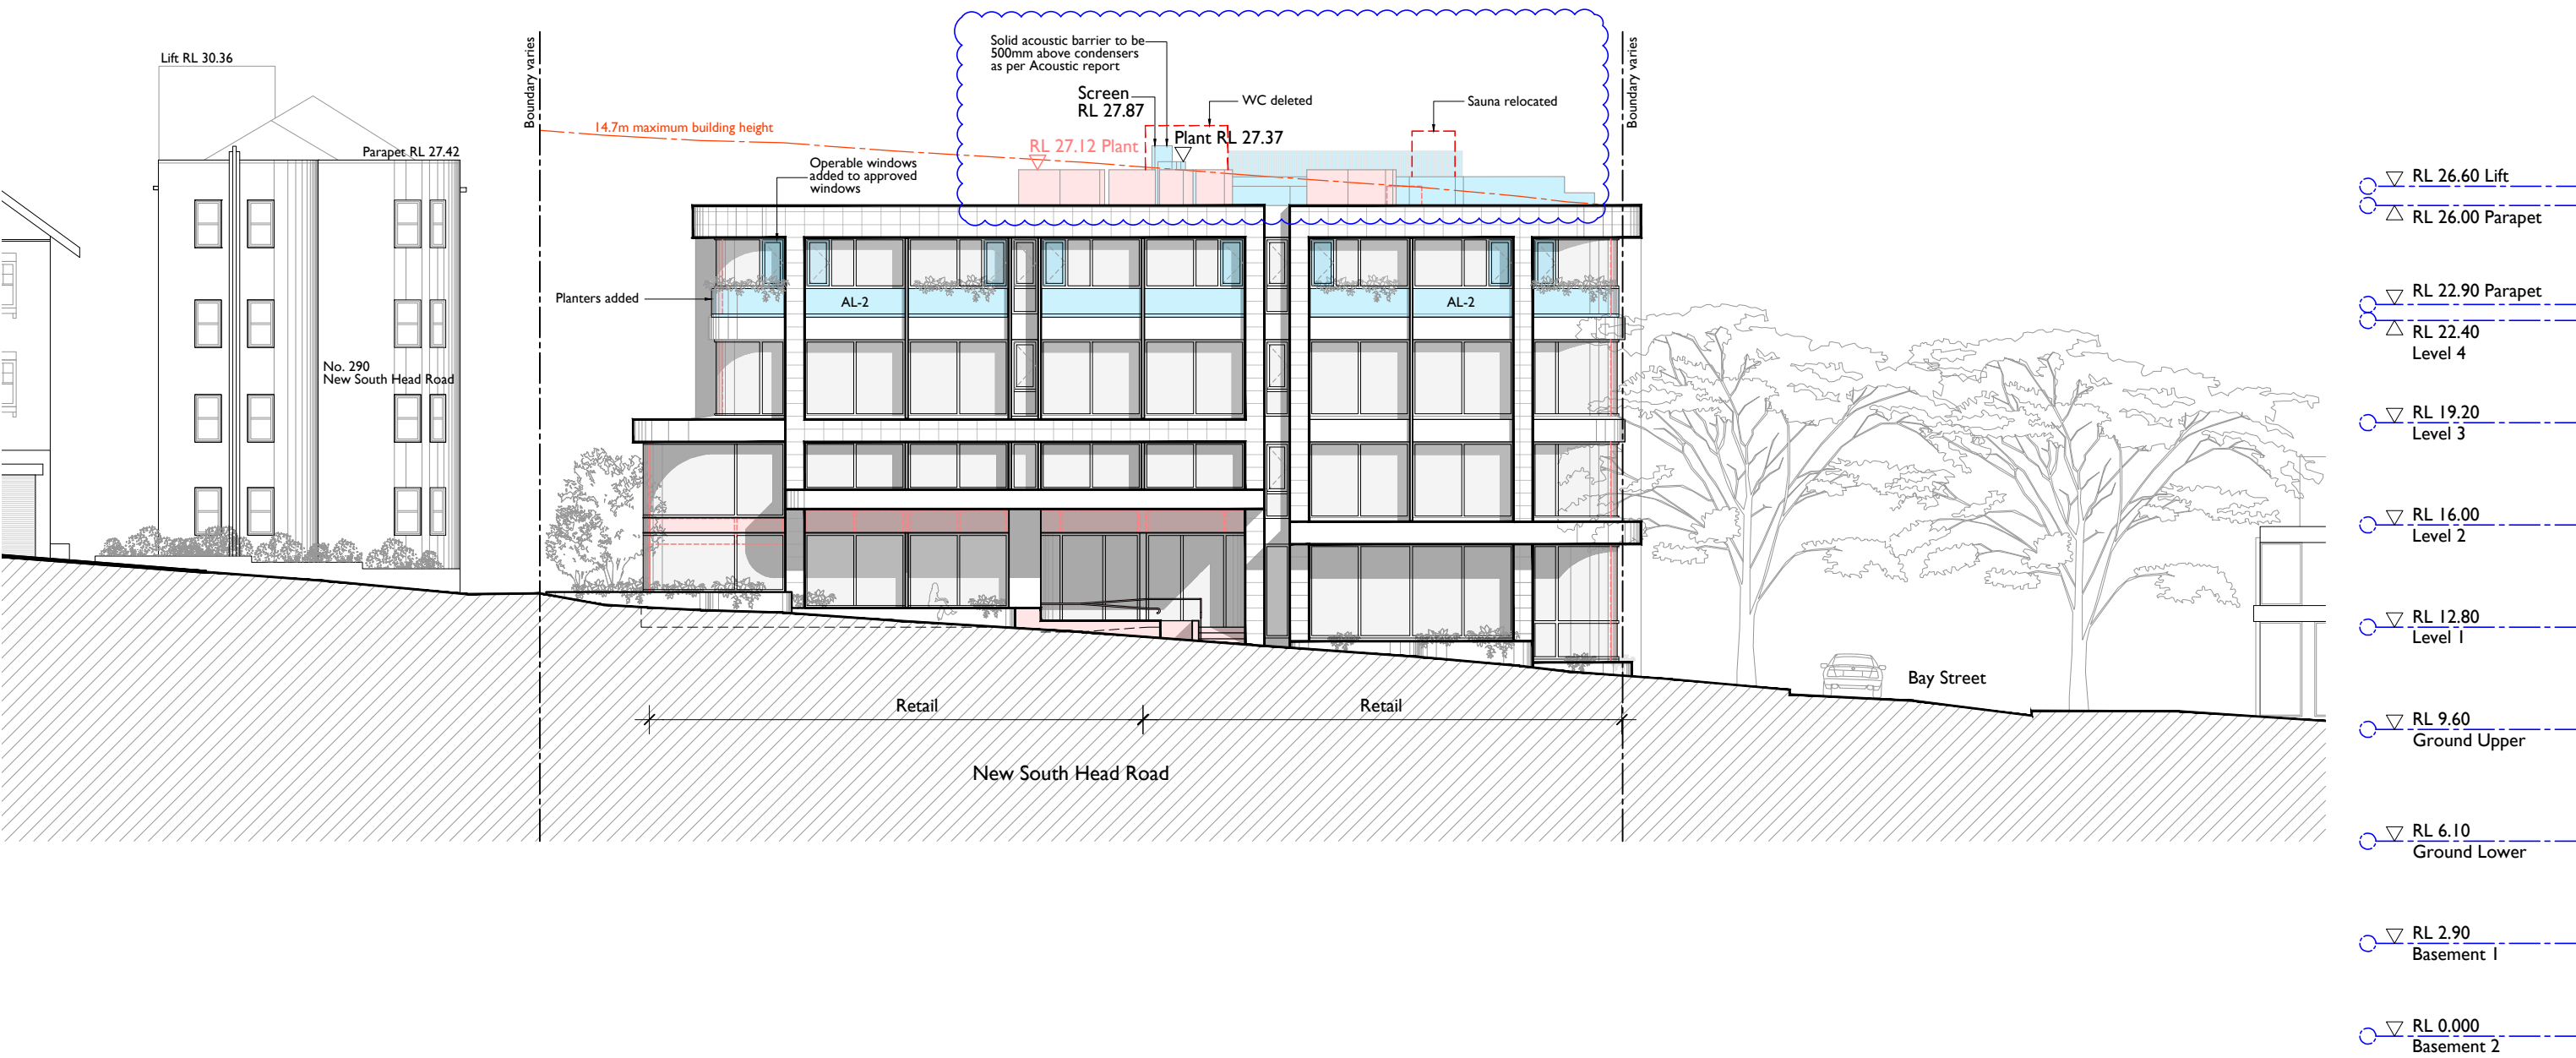 Lift RL 30.36
Parapet RL 27.42
No. 290
New South Head Road
Boundary varies
14.7m maximum building height
Operable windows
added to approved
windows
Planters added
Solid acoustic barrier to be
500mm above condensers
as per Acoustic report
Screen
RL 27.87
WC deleted
Sauna relocated
RL 27.12 Plant
Plant RL 27.37
Boundary varies
AL-2
AL-2
Retail
Retail
New South Head Road
Bay Street
RL 26.60 Lift
RL 26.00 Parapet
RL 22.90 Parapet
RL 22.40
Level 4
RL 19.20
Level 3
RL 16.00
Level 2
RL 12.80
Level 1
RL 9.60
Ground Upper
RL 6.10
Ground Lower
RL 2.90
Basement 1
RL 0.000
Basement 2